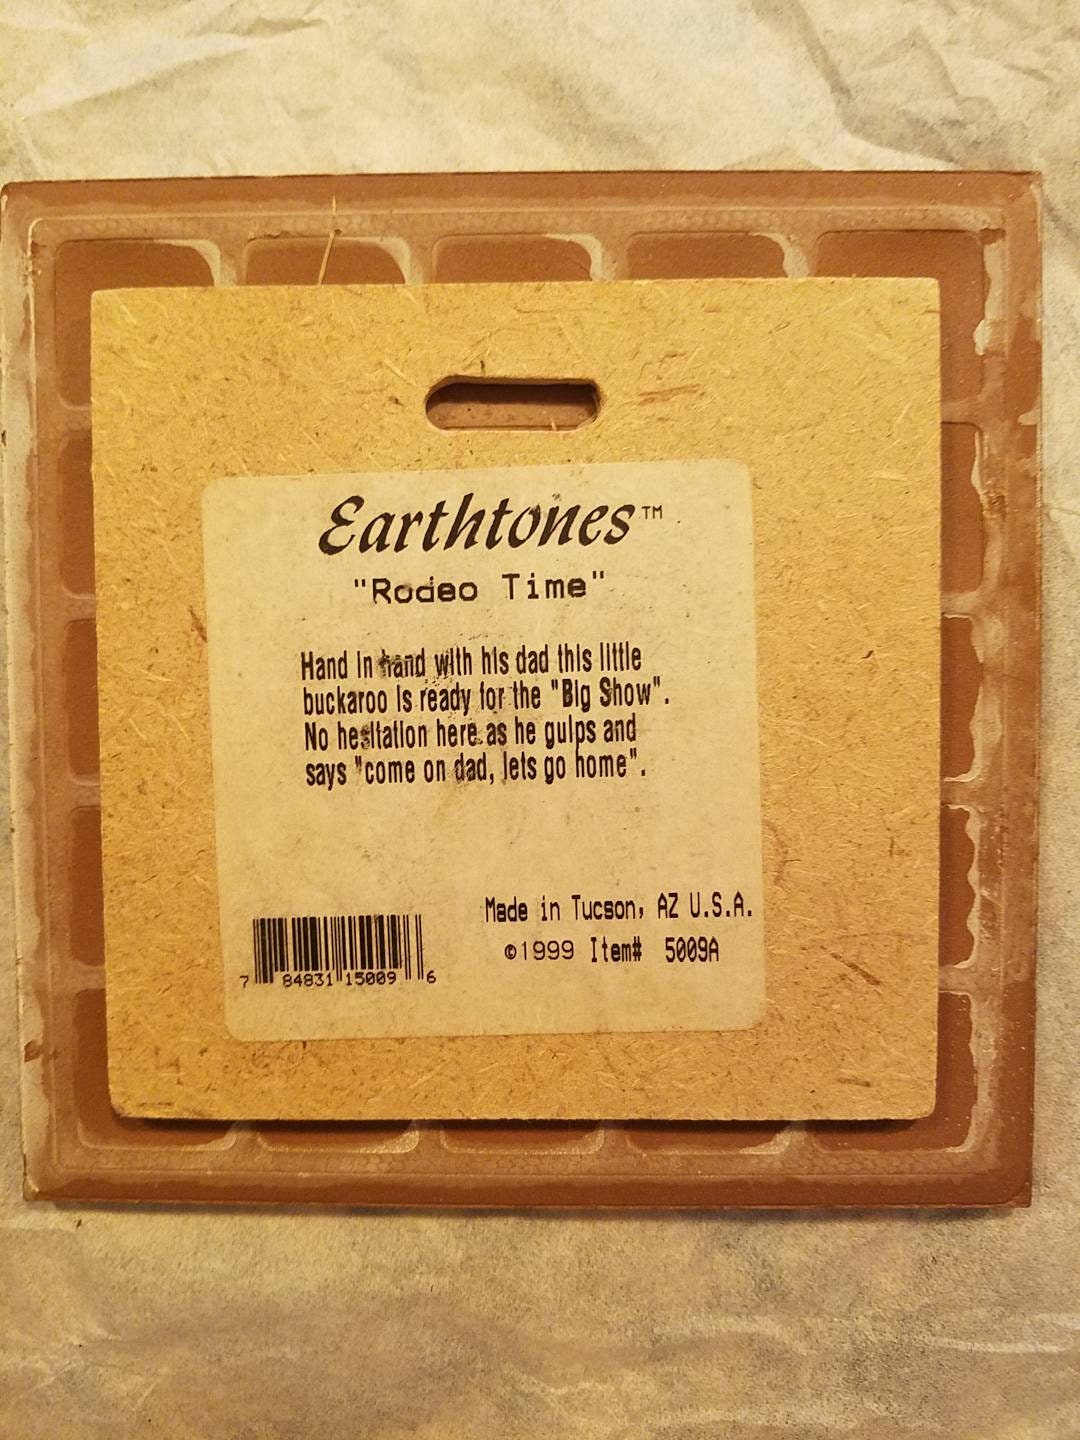 Earthtones™
"Rodeo Time"
Hand in hand with his dad this little
buckaroo is ready for the "Big Show".
No hesitation here as he gulps and
says "come on dad, lets go home".
Made in Tucson, AZ U.S.A.
©1999 Item# 5009A
7 84831 15009 6